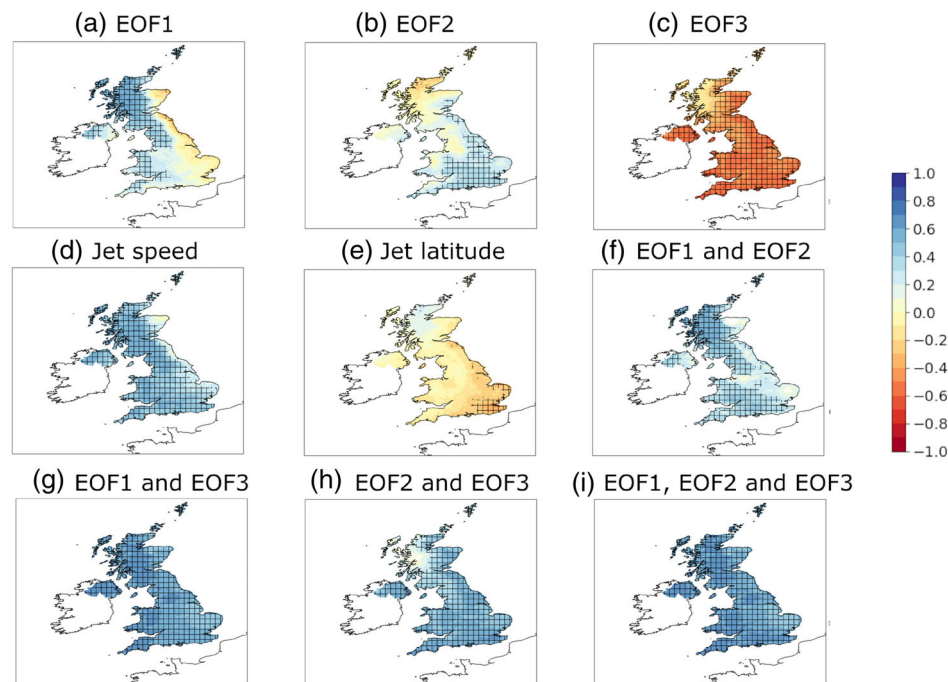 (a) EOF1
(b) EOF2
(c) EOF3
(d) Jet speed
(e) Jet latitude
(f) EOF1 and EOF2
(g) EOF1 and EOF3
(h) EOF2 and EOF3
(i) EOF1, EOF2 and EOF3
1.0
0.8
0.6
0.4
0.2
0.0
−0.2
−0.4
−0.6
−0.8
−1.0